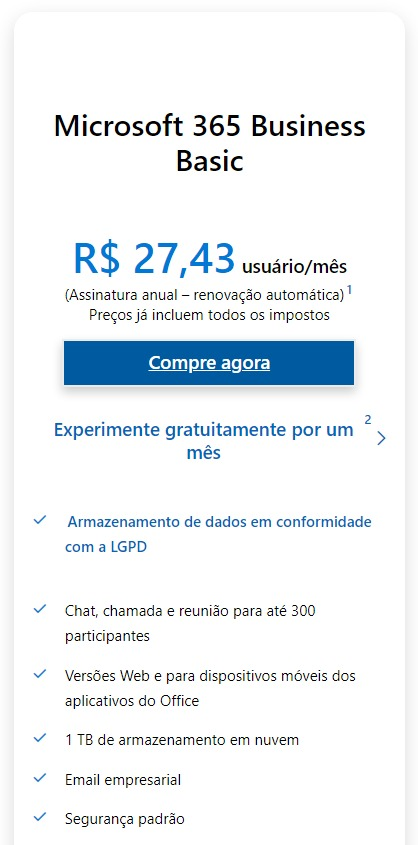 Microsoft 365 Business
Basic
R$ 27,43 usuário/mês
(Assinatura anual – renovação automática) 1
Preços já incluem todos os impostos
Compre agora
Experimente gratuitamente por um 2
mês
Armazenamento de dados em conformidade
com a LGPD
Chat, chamada e reunião para até 300
participantes
Versões Web e para dispositivos móveis dos
aplicativos do Office
1 TB de armazenamento em nuvem
Email empresarial
Segurança padrão